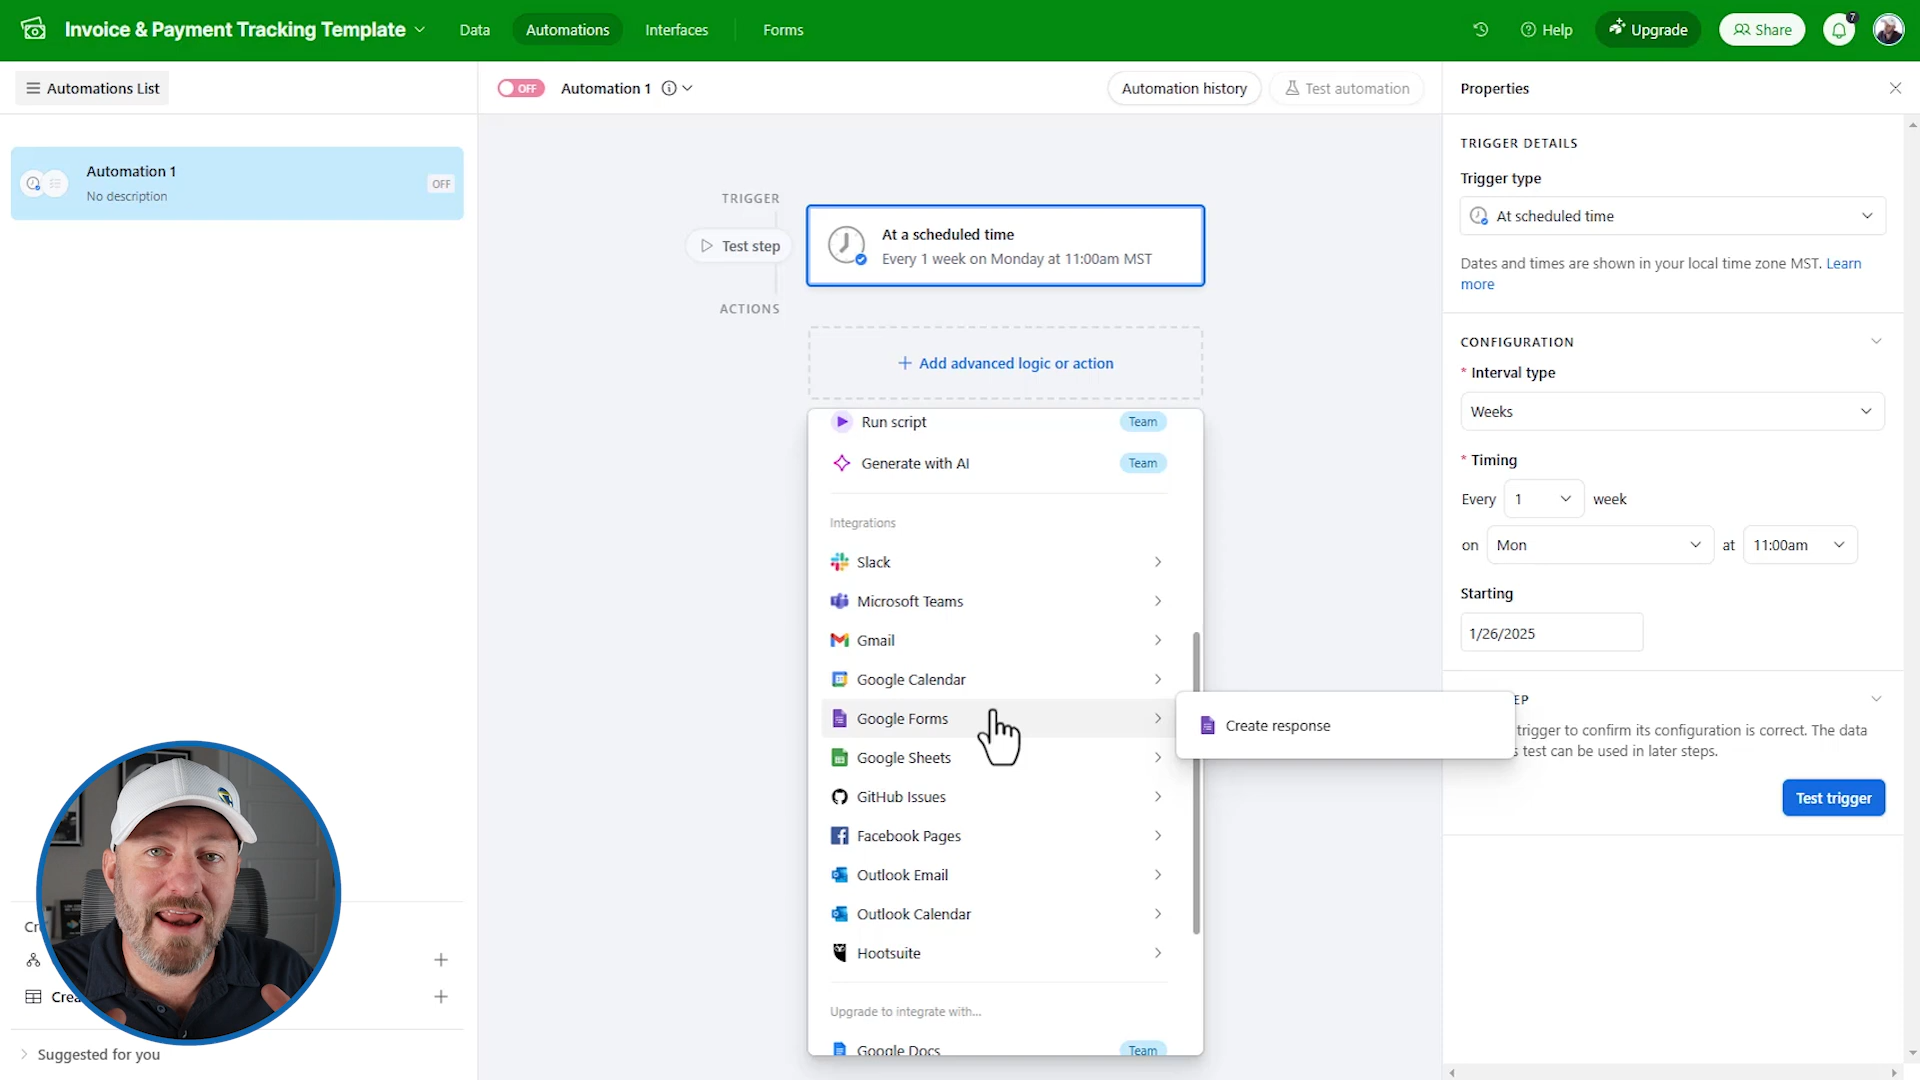 Invoice & Payment Tracking Template
Data
Automations
Interfaces
Forms
Help
Upgrade
Share
7
Automations List
OFF
Automation 1
Automation history
Test automation
Properties
Automation 1
No description
OFF
TRIGGER
Test step
At a scheduled time
Every 1 week on Monday at 11:00am MST
ACTIONS
Add advanced logic or action
Run script
Team
Generate with AI
Team
Integrations
Slack
Microsoft Teams
Gmail
Google Calendar
Google Forms
Google Sheets
GitHub Issues
Facebook Pages
Outlook Email
Outlook Calendar
Hootsuite
Upgrade to integrate with...
Google Docs
Team
Create response
TRIGGER DETAILS
Trigger type
At scheduled time
Dates and times are shown in your local time zone MST. Learn
more
CONFIGURATION
* Interval type
Weeks
* Timing
Every 1 week
on Mon at 11:00am
Starting
1/26/2025
EP
trigger to confirm its configuration is correct. The data
s test can be used in later steps.
Test trigger
Cr
Crea
Suggested for you